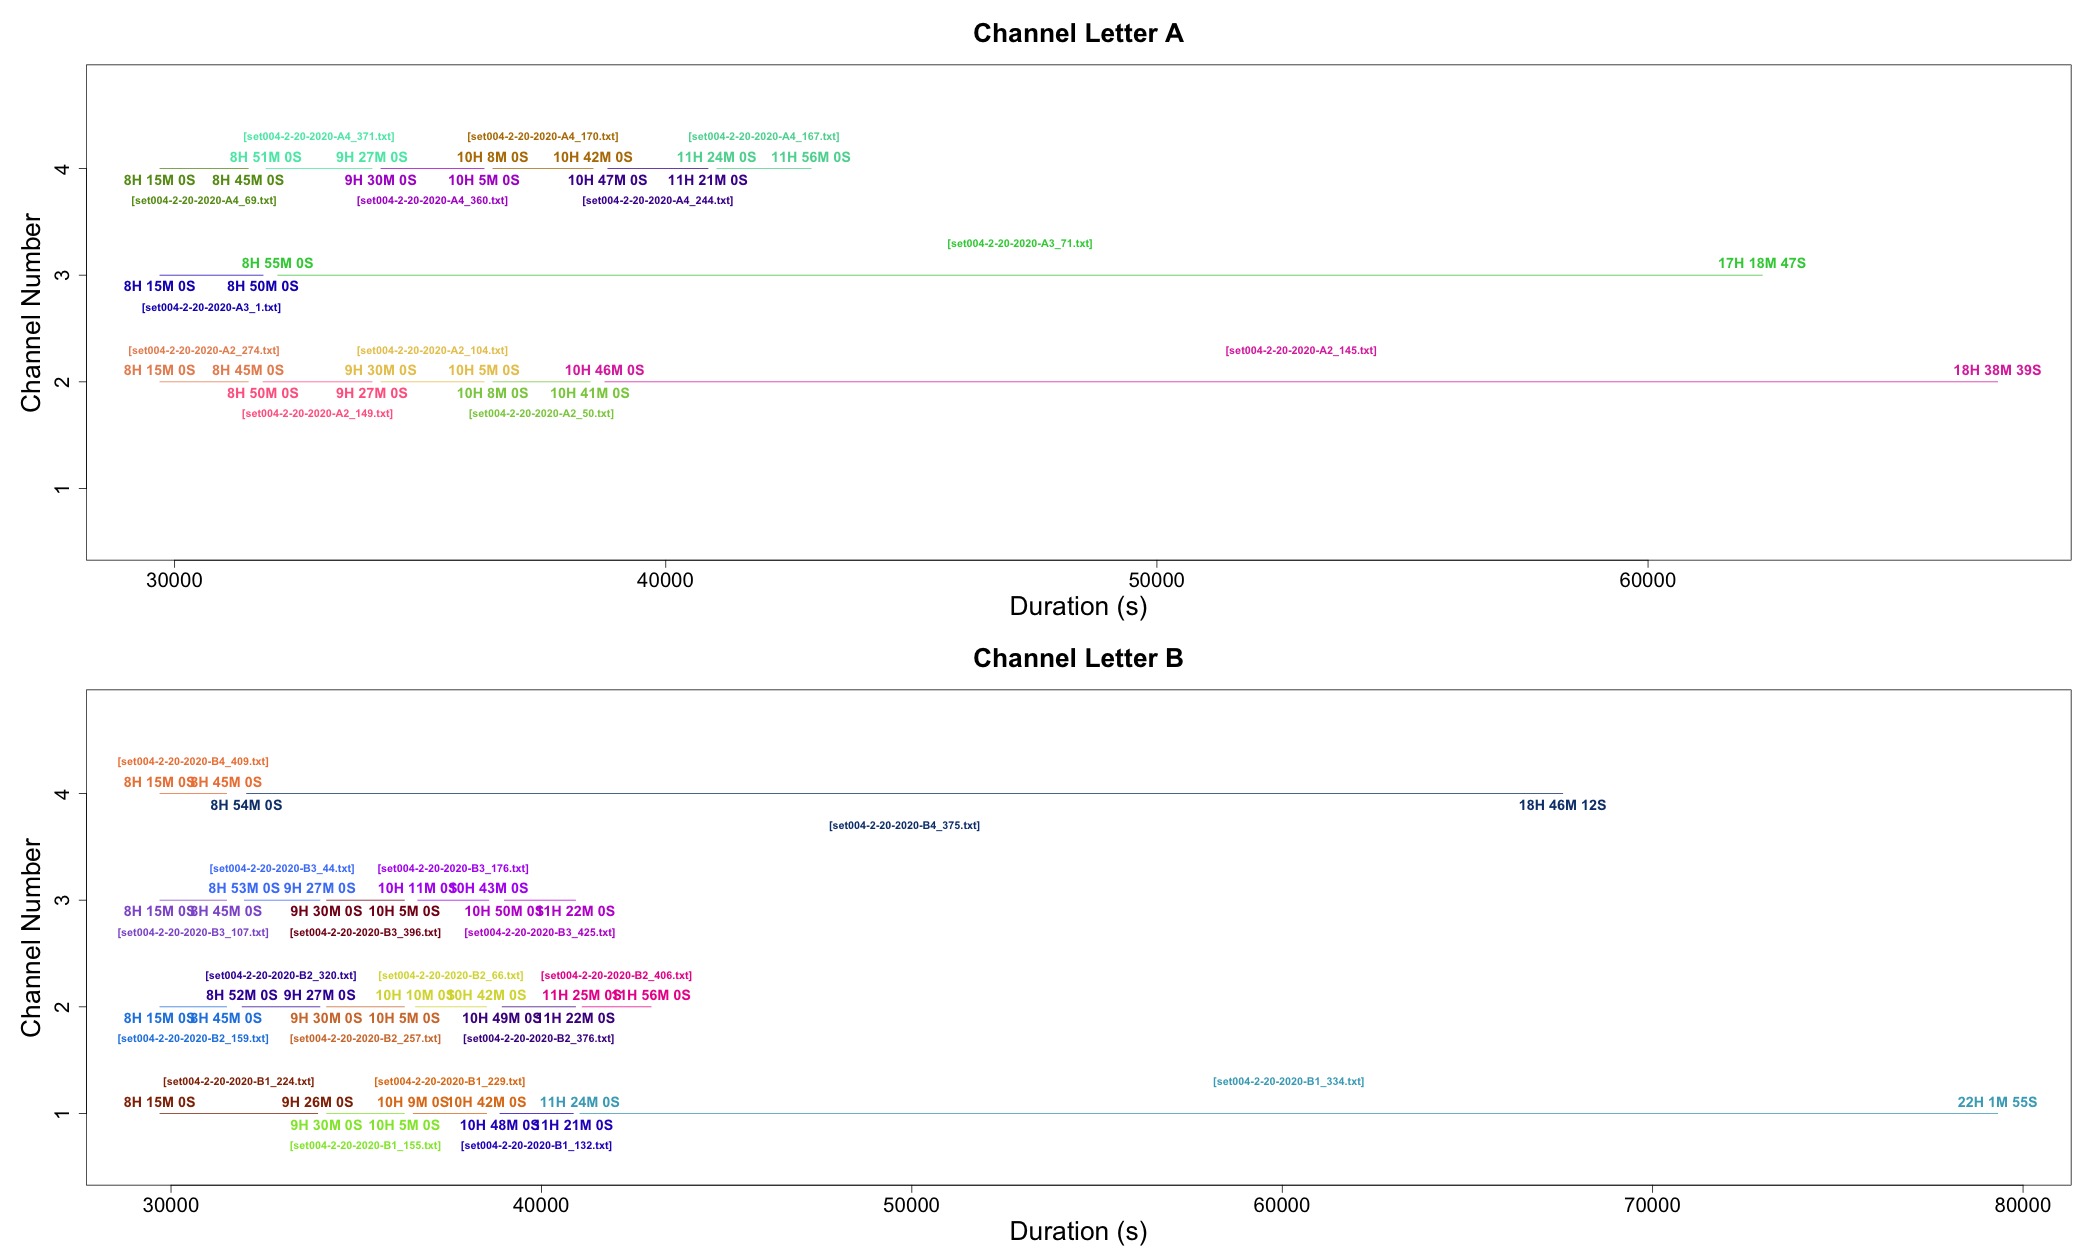 Channel Letter A
Channel Number
4
[set004-2-20-2020-A4_371.txt] [set004-2-20-2020-A4_170.txt] [set004-2-20-2020-A4_167.txt]
8H 51M 0S 9H 27M 0S 10H 8M 0S 10H 42M 0S 11H 24M 0S 11H 56M 0S
8H 15M 0S 8H 45M 0S 9H 30M 0S 10H 5M 0S 10H 47M 0S 11H 21M 0S
[set004-2-20-2020-A4_69.txt] [set004-2-20-2020-A4_360.txt] [set004-2-20-2020-A4_244.txt]
3
[set004-2-20-2020-A3_71.txt]
8H 55M 0S 17H 18M 47S
8H 15M 0S 8H 50M 0S
[set004-2-20-2020-A3_1.txt]
2
[set004-2-20-2020-A2_274.txt] [set004-2-20-2020-A2_104.txt] [set004-2-20-2020-A2_145.txt]
8H 15M 0S 8H 45M 0S 9H 30M 0S 10H 5M 0S 10H 46M 0S 18H 38M 39S
8H 50M 0S 9H 27M 0S 10H 8M 0S 10H 41M 0S
[set004-2-20-2020-A2_149.txt] [set004-2-20-2020-A2_50.txt]
1
30000 40000 50000 60000
Duration (s)
Channel Letter B
Channel Number
4
[set004-2-20-2020-B4_409.txt]
8H 15M 0S 8H 45M 0S
8H 54M 0S 18H 46M 12S
[set004-2-20-2020-B4_375.txt]
3
[set004-2-20-2020-B3_44.txt] [set004-2-20-2020-B3_176.txt]
8H 53M 0S 9H 27M 0S 10H 11M 0S 10H 43M 0S
8H 15M 0S 8H 45M 0S 9H 30M 0S 10H 5M 0S 10H 50M 0S 11H 22M 0S
[set004-2-20-2020-B3_107.txt] [set004-2-20-2020-B3_396.txt] [set004-2-20-2020-B3_425.txt]
2
[set004-2-20-2020-B2_320.txt] [set004-2-20-2020-B2_66.txt] [set004-2-20-2020-B2_406.txt]
8H 52M 0S 9H 27M 0S 10H 10M 0S 10H 42M 0S 11H 25M 0S 11H 56M 0S
8H 15M 0S 8H 45M 0S 9H 30M 0S 10H 5M 0S 10H 49M 0S 11H 22M 0S
[set004-2-20-2020-B2_159.txt] [set004-2-20-2020-B2_257.txt] [set004-2-20-2020-B2_376.txt]
1
[set004-2-20-2020-B1_224.txt] [set004-2-20-2020-B1_229.txt] [set004-2-20-2020-B1_334.txt]
8H 15M 0S 9H 26M 0S 10H 9M 0S 10H 42M 0S 11H 24M 0S 22H 1M 55S
9H 30M 0S 10H 5M 0S 10H 48M 0S 11H 21M 0S
[set004-2-20-2020-B1_155.txt] [set004-2-20-2020-B1_132.txt]
30000 40000 50000 60000 70000 80000
Duration (s)